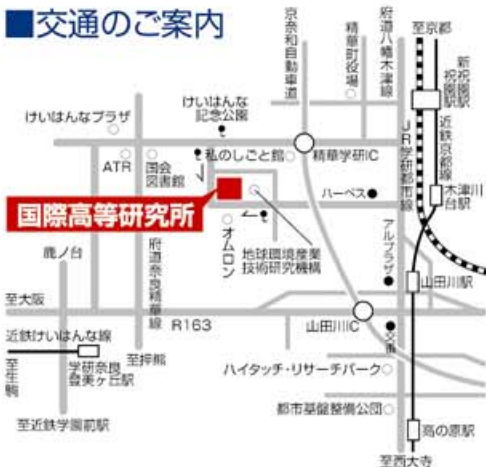 ■交通のご案内
至京都
京奈和自動車道
精華町役場
府道八幡木津線
新祝園駅
祝園駅
けいはんなプラザ
けいはんな
記念公園
近鉄京都線
JR学研都市線
ATR
国会
図書館
私のしごと館
精華学研IC
木津川
台駅
ハーベス
国際高等研究所
オムロン
地球環境産業
技術研究機構
アルプラザ
鹿ノ台
府道奈良精華線
山田川駅
至大阪
R163
山田川IC
交番
近鉄けいはんな線
至生駒
学研奈良
登美ヶ丘駅
至押熊
ハイタッチ・リサーチパーク
都市基盤整備公団
至近鉄学園前駅
高の原駅
至西大寺